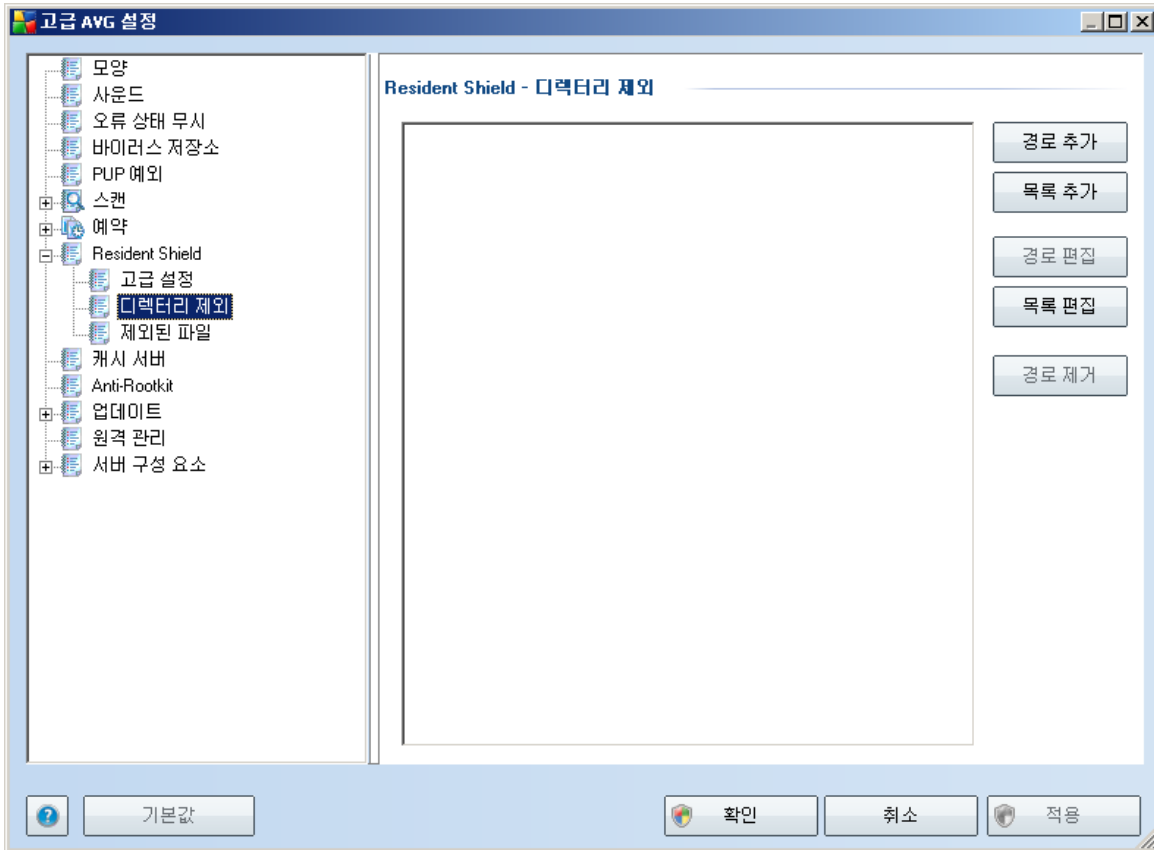 고급 AVG 설정
모양
사운드
오류 상태 무시
바이러스 저장소
PUP 예외
스캔
예약
Resident Shield
고급 설정
디렉터리 제외
제외된 파일
캐시 서버
Anti-Rootkit
업데이트
원격 관리
서버 구성 요소
Resident Shield - 디렉터리 제외
경로 추가
목록 추가
경로 편집
목록 편집
경로 제거
기본값
확인
취소
적용